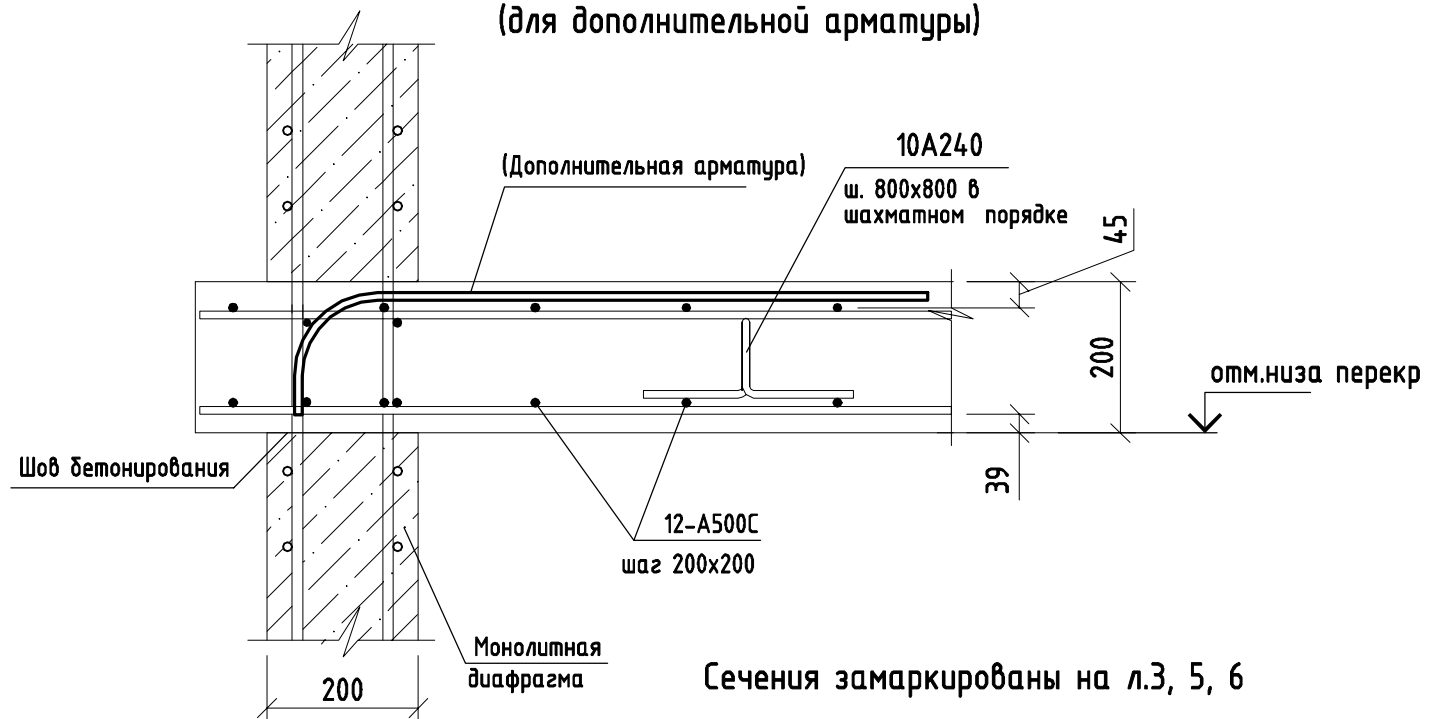 (для дополнительной арматуры)
10А240
(Дополнительная арматура)
ш. 800х800 в
шахматном порядке
45
200
отм.низа перекр
Шов бетонирования
39
12-А500С
шаг 200х200
Монолитная
диафрагма
200
Сечения замаркированы на л.3, 5, 6